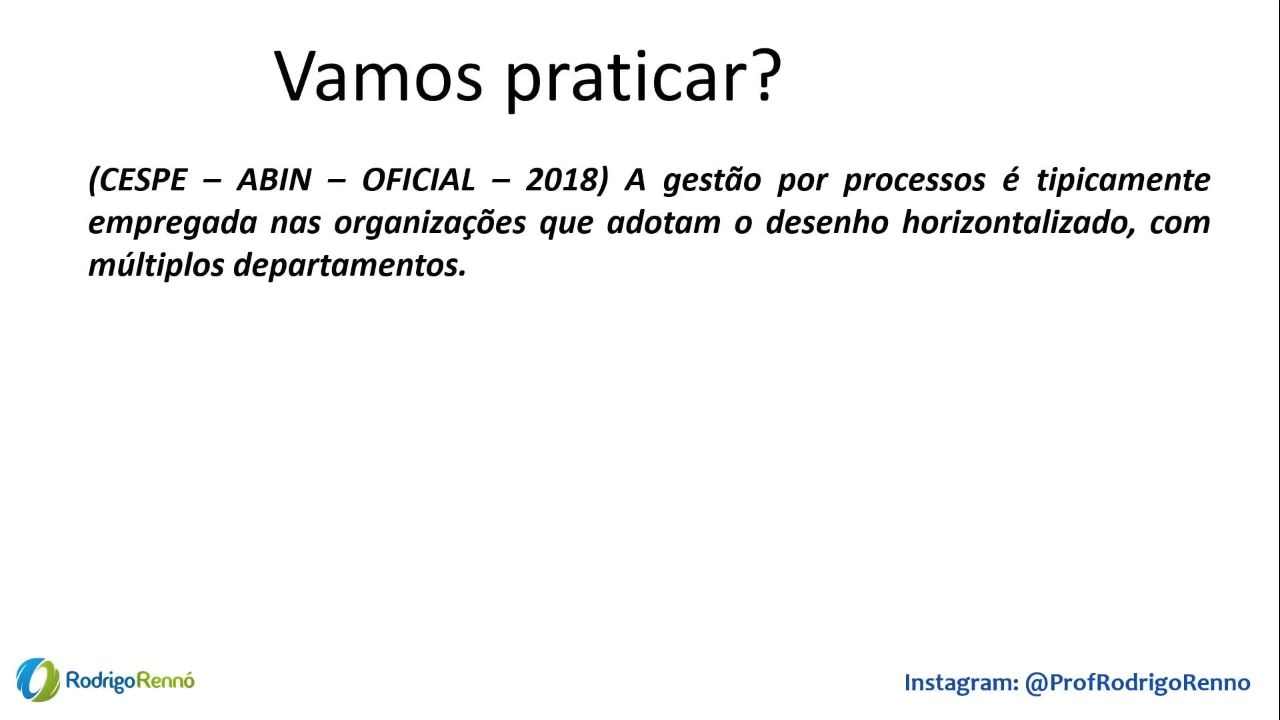 Vamos praticar?
(CESPE – ABIN – OFICIAL – 2018) A gestão por processos é tipicamente
empregada nas organizações que adotam o desenho horizontalizado, com
múltiplos departamentos.
RodrigoRennó
Instagram: @ProfRodrigoRenno